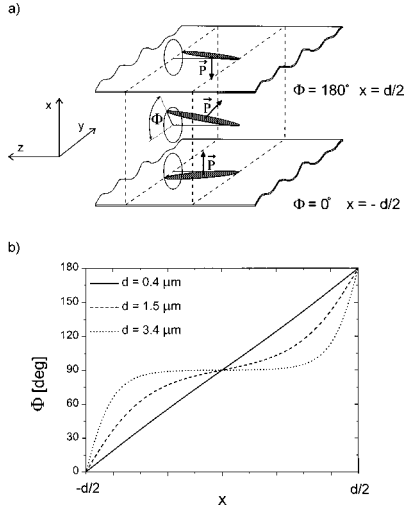 a)
P
Φ = 180° x = d/2
x
y
z
Φ
P
P
Φ = 0° x = - d/2
b)
180
150
120
90
60
30
0
Φ [deg]
d = 0.4 μm
d = 1.5 μm
d = 3.4 μm
-d/2
x
d/2